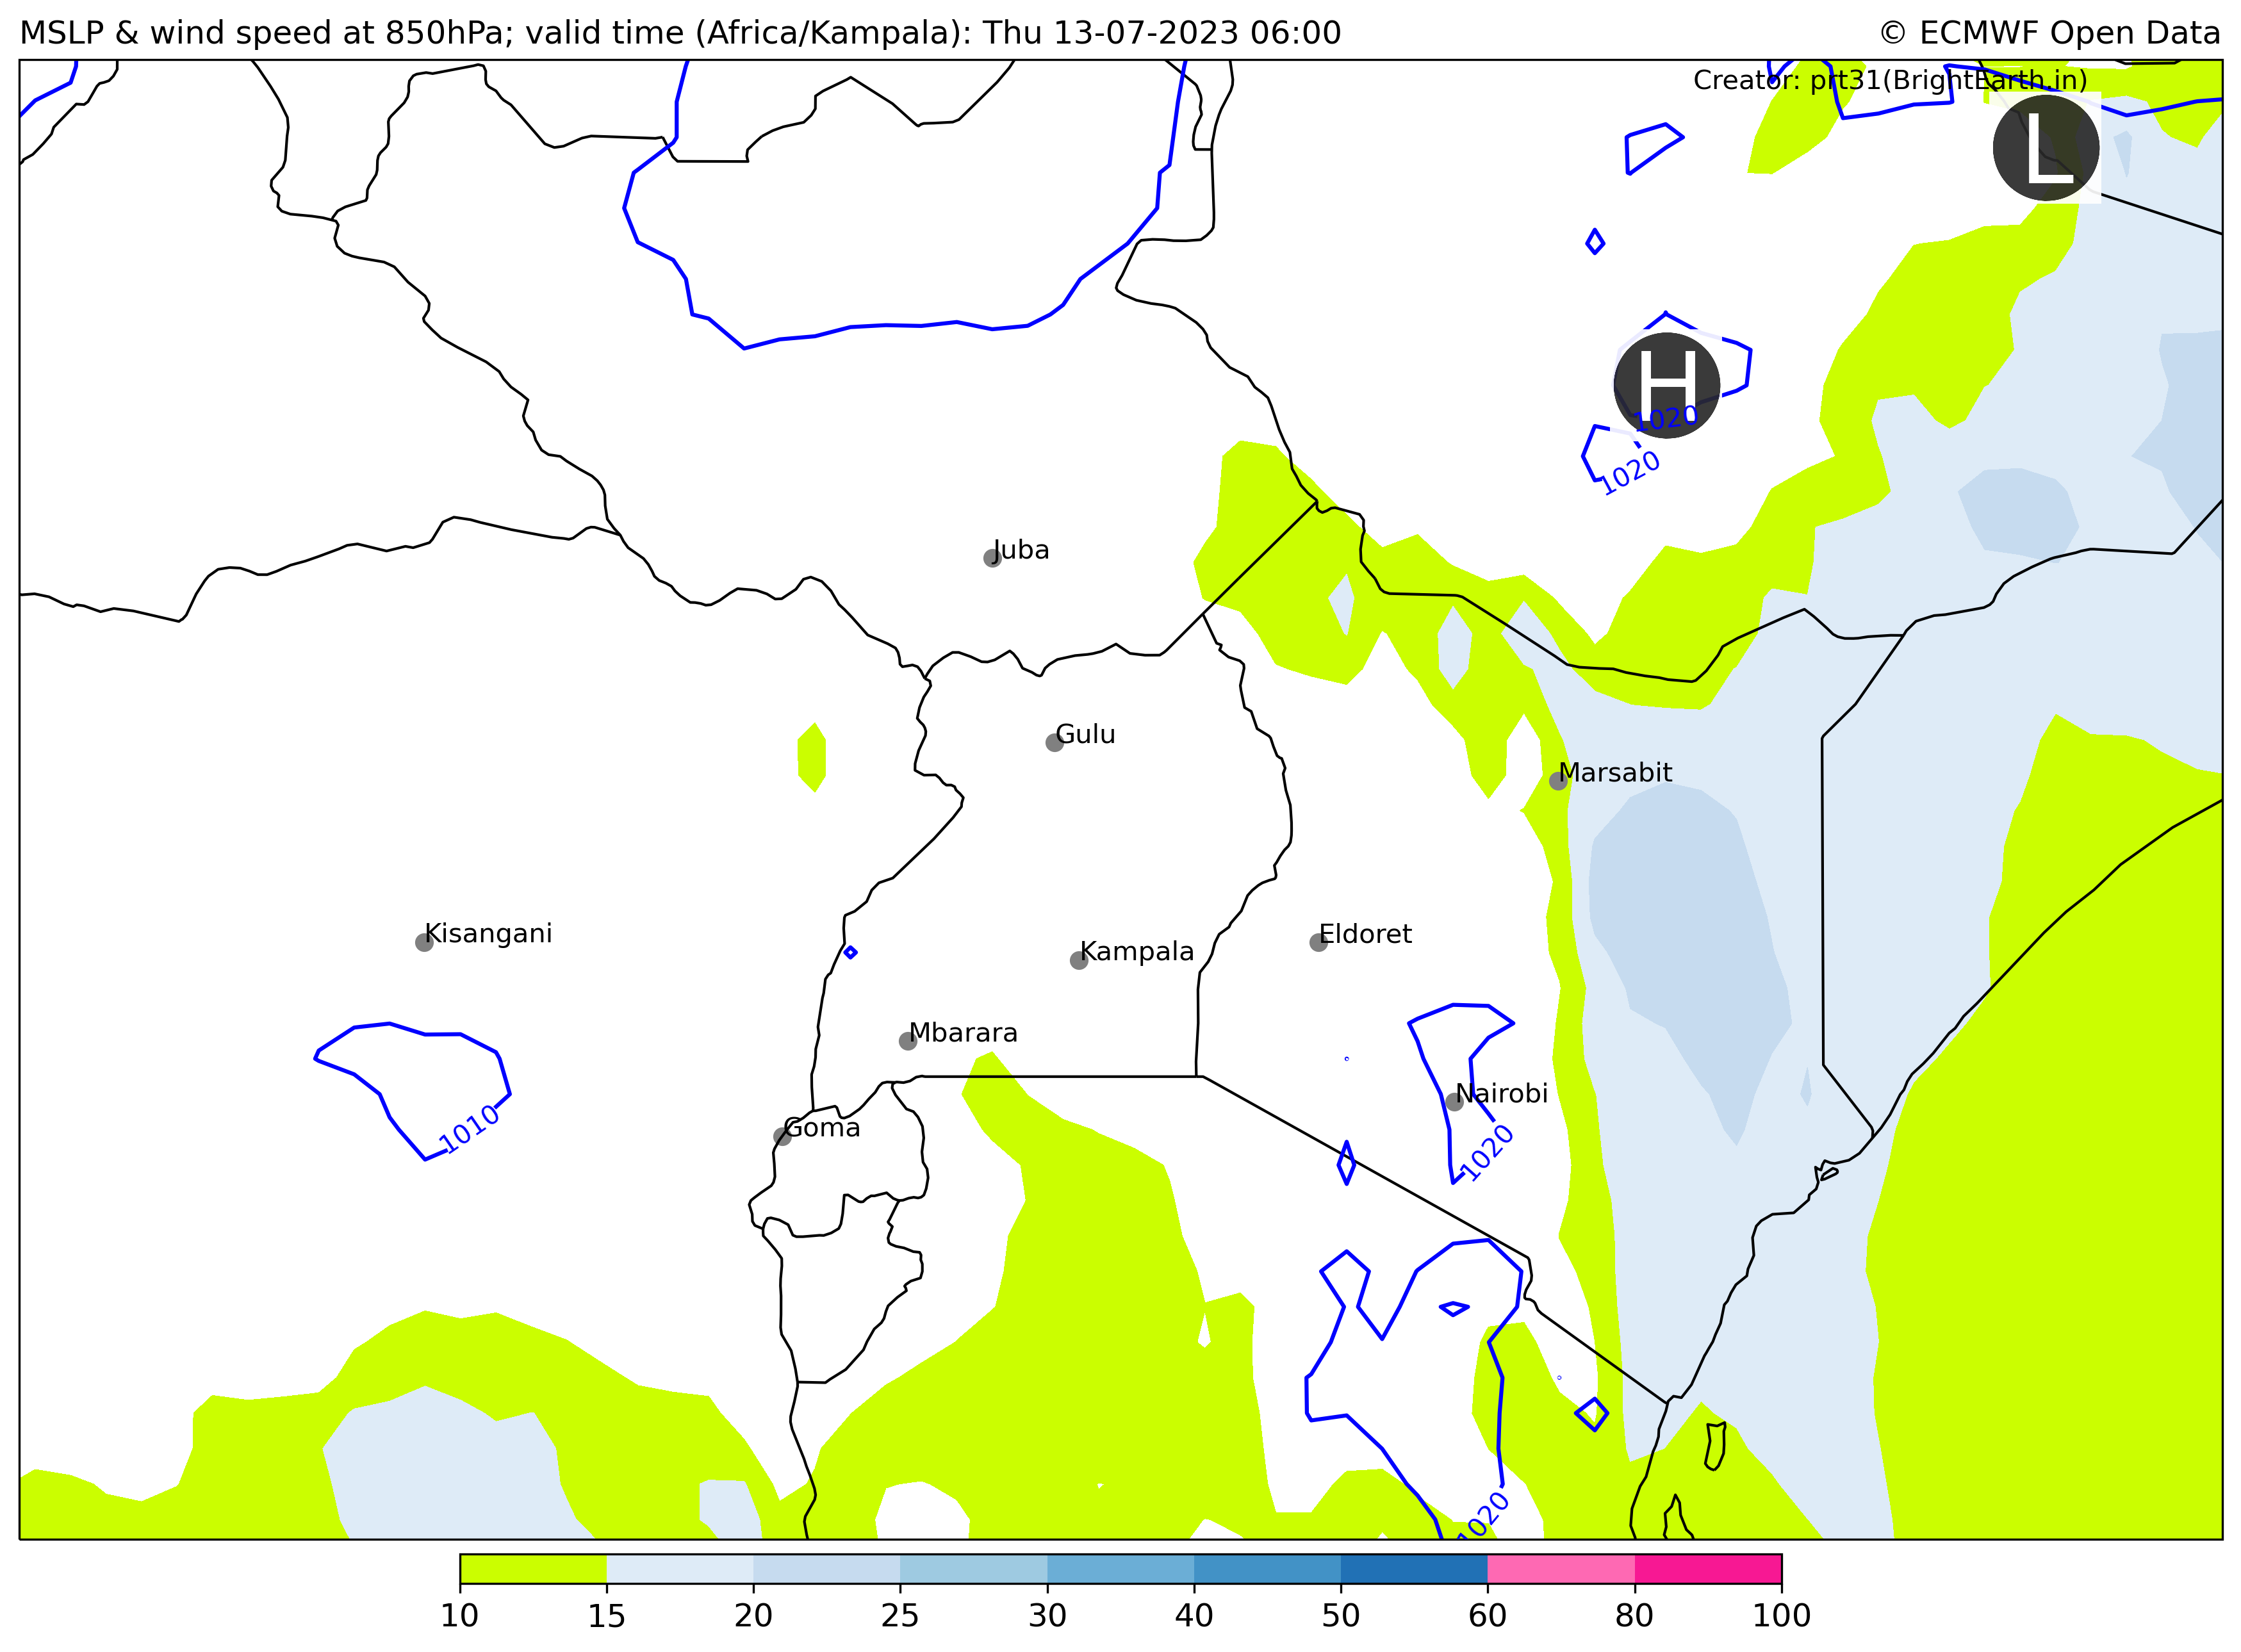 MSLP & wind speed at 850hPa; valid time (Africa/Kampala): Thu 13-07-2023 06:00
© ECMWF Open Data
Creator: prt31(BrightEarth.in)
L
H
1020
1020
Juba
Gulu
Marsabit
Kisangani
Eldoret
Kampala
Mbarara
Nairobi
1010
Goma
1020
1020
10 15 20 25 30 40 50 60 80 100